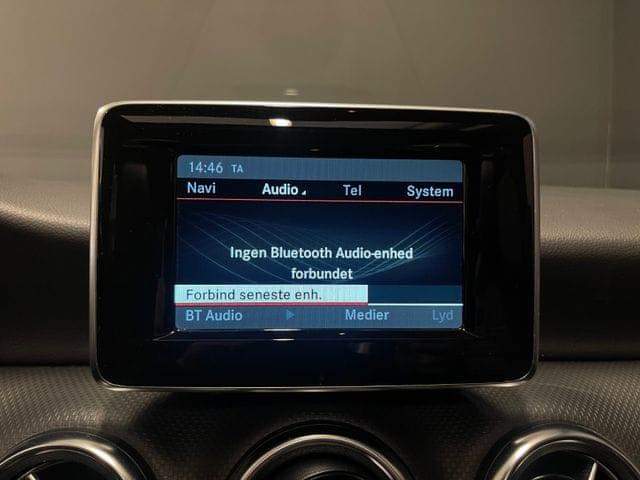 14:46 TA
Navi Audio Tel System
Ingen Bluetooth Audio-enhed
forbundet
Forbind seneste enh.
BT Audio Medier Lyd